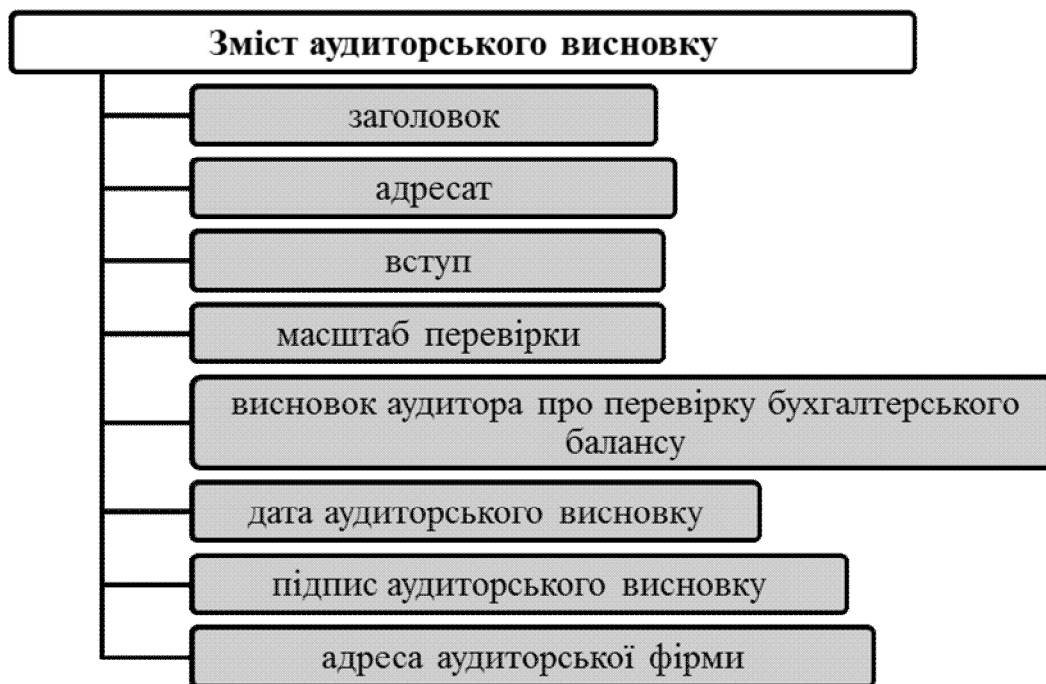 Зміст аудиторського висновку
заголовок
адресат
вступ
масштаб перевірки
висновок аудитора про перевірку бухгалтерського
балансу
дата аудиторського висновку
підпис аудиторського висновку
адреса аудиторської фірми